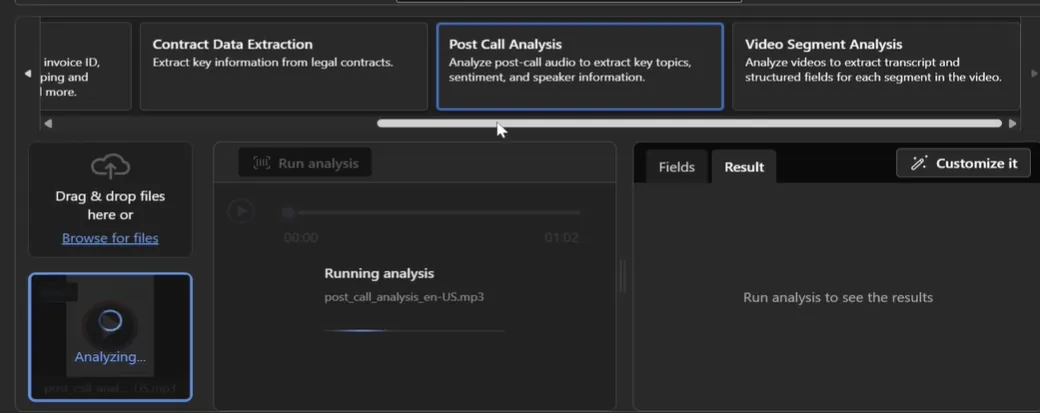 invoice ID,
ping and
l more.
Contract Data Extraction
Extract key information from legal contracts.
Post Call Analysis
Analyze post-call audio to extract key topics,
sentiment, and speaker information.
Video Segment Analysis
Analyze videos to extract transcript and
structured fields for each segment in the video.
Drag & drop files
here or
Browse for files
Analyzing...
post_call_anal... -US.mp3
Run analysis
00:00
01:02
Running analysis
post_call_analysis_en-US.mp3
Fields
Result
Customize it
Run analysis to see the results